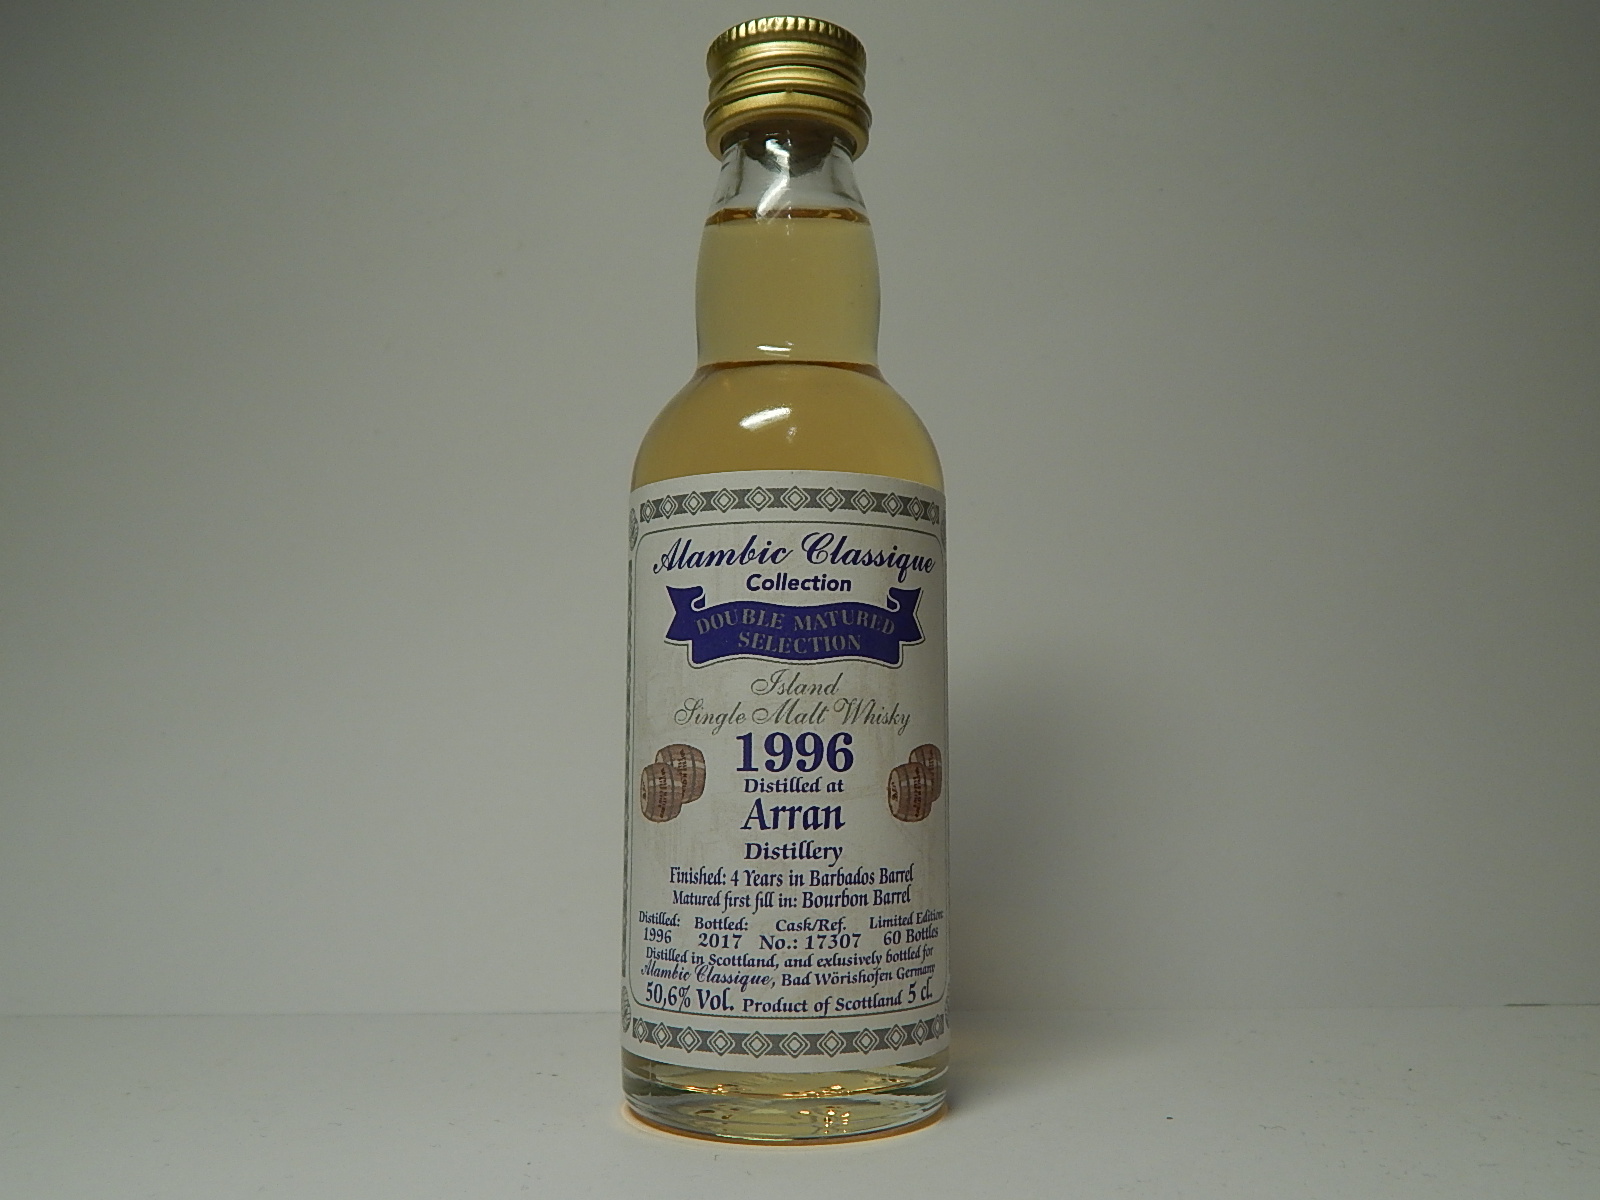 Alambic Classique
Collection
DOUBLE MATURED
SELECTION
Island
Single Malt Whisky
1996
Distilled at
Arran
Distillery
Finished: 4 Years in Barbados Barrel
Matured first fill in: Bourbon Barrel
Distilled: Bottled: Cask/Ref. Limited Edition:
1996 2017 No.: 17307 60 Bottles
Distilled in Scottland, and exlusively bottled for
Alambic Classique, Bad Wörishofen Germany
50,6% Vol. Product of Scottland 5 cl.